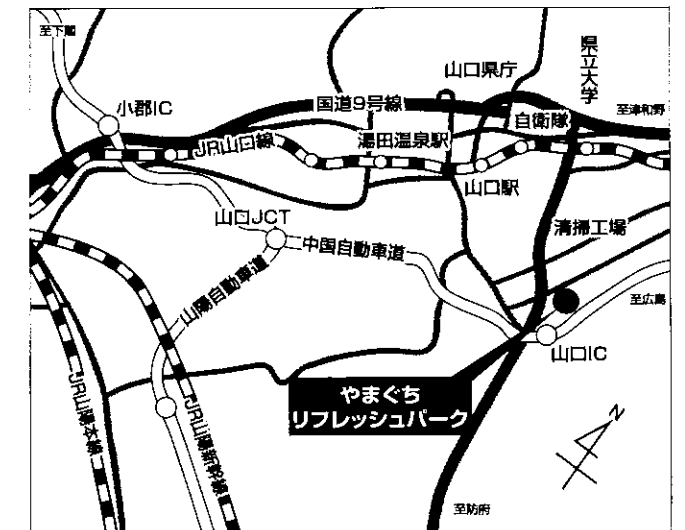 至下関
県立大学
山口県庁
小郡IC
国道9号線
至津和野
自衛隊
湯田温泉駅
JR山口線
山口駅
山口JCT
清掃工場
中国自動車道
山陽自動車道
至広島
山口IC
やまぐち
リフレッシュパーク
JR山陽本線
JR山陽新幹線
N
至防府